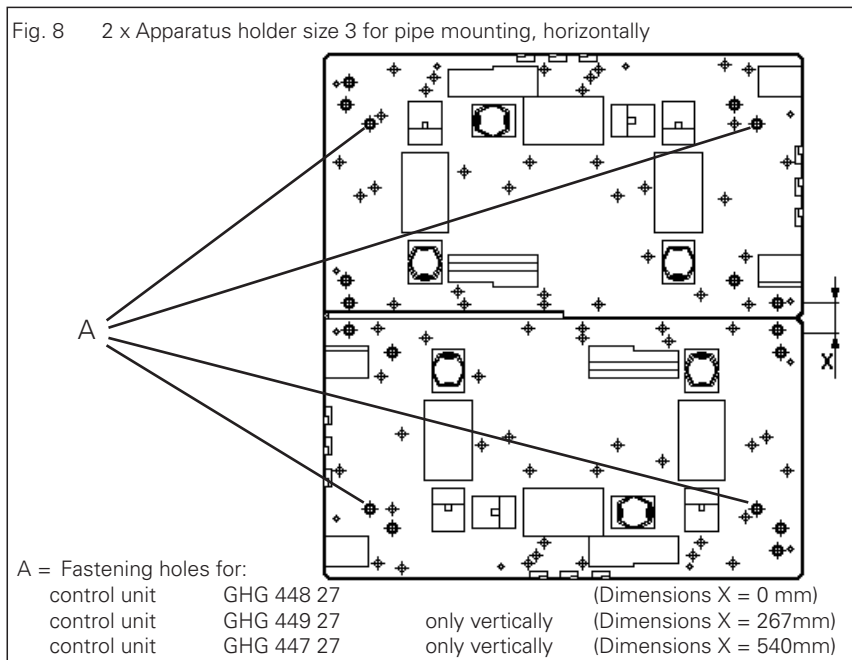 Fig. 8 2 x Apparatus holder size 3 for pipe mounting, horizontally
A
X
A = Fastening holes for:
control unit GHG 448 27 (Dimensions X = 0 mm)
control unit GHG 449 27 only vertically (Dimensions X = 267mm)
control unit GHG 447 27 only vertically (Dimensions X = 540mm)